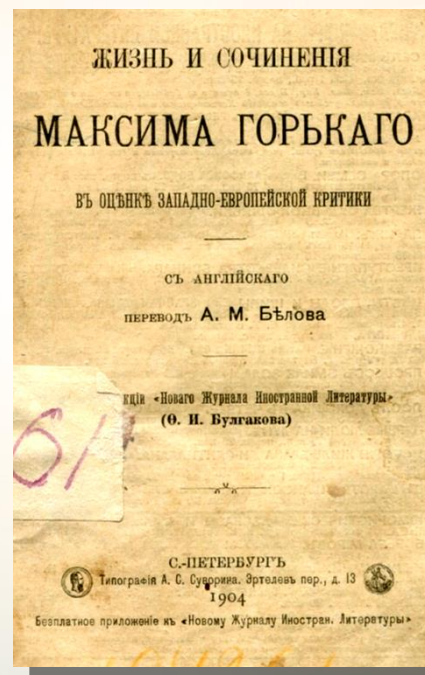 ЖИЗНЬ И СОЧИНЕНІЯ
МАКСИМА ГОРЬКАГО
ВЪ ОЦѢНКѢ ЗАПАДНО-ЕВРОПЕЙСКОЙ КРИТИКИ
СЪ АНГЛІЙСКАГО
ПЕРЕВОДЪ А. М. Бѣлова
кціи «Новаго Журнала Иностранной Литературы»
(Ѳ. И. Булгакова)
61
С.-ПЕТЕРБУРГЪ
Типографія А. С. Суворина. Эртелевъ пер., д. 13
1904
Безплатное приложеніе къ «Новому Журналу Иностран. Литературы»